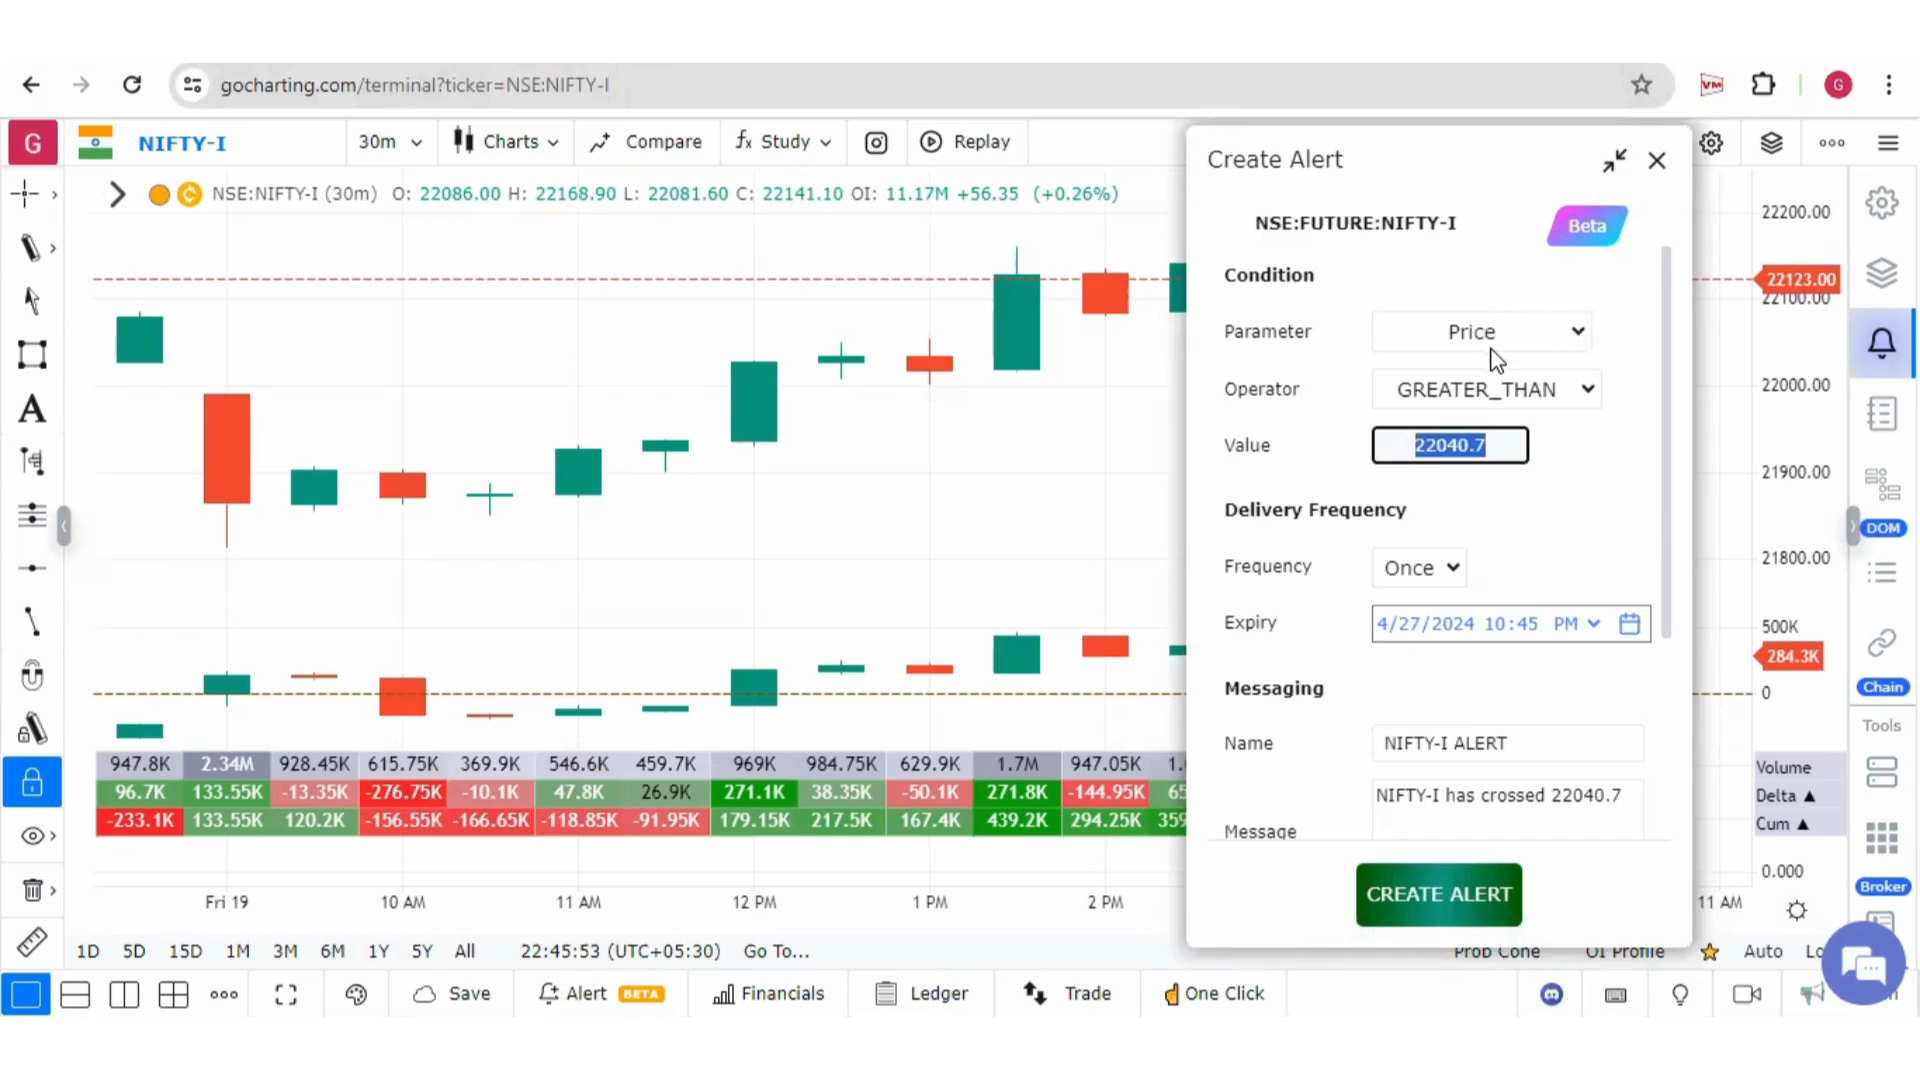 gocharting.com/terminal?ticker=NSE:NIFTY-I
VM
G
G
NIFTY-I
30m
Charts
Compare
fx Study
Replay
NSE:NIFTY-I (30m) O: 22086.00 H: 22168.90 L: 22081.60 C: 22141.10 OI: 11.17M +56.35 (+0.26%)
Create Alert
NSE:FUTURE:NIFTY-I
Beta
Condition
Parameter Price
Operator GREATER_THAN
Value 22040.7
Delivery Frequency
Frequency Once
Expiry 4/27/2024 10:45 PM
Messaging
Name NIFTY-I ALERT
NIFTY-I has crossed 22040.7
Message
CREATE ALERT
22200.00
22123.00
22100.00
22000.00
21900.00
21800.00
500K
284.3K
0
Volume
Delta ▲
Cum ▲
0.000
A
DOM
Chain
Tools
Broker
947.8K 2.34M 928.45K 615.75K 369.9K 546.6K 459.7K 969K 984.75K 629.9K 1.7M 947.05K
96.7K 133.55K -13.35K -276.75K -10.1K 47.8K 26.9K 271.1K 38.35K -50.1K 271.8K -144.95K
-233.1K 133.55K 120.2K -156.55K -166.65K -118.85K -91.95K 179.15K 217.5K 167.4K 439.2K 294.25K
Fri 19 10 AM 11 AM 12 PM 1 PM 2 PM 11 AM
1D 5D 15D 1M 3M 6M 1Y 5Y All 22:45:53 (UTC+05:30) Go To... Prob Cone OI Profile Auto
Save Alert BETA Financials Ledger Trade One Click